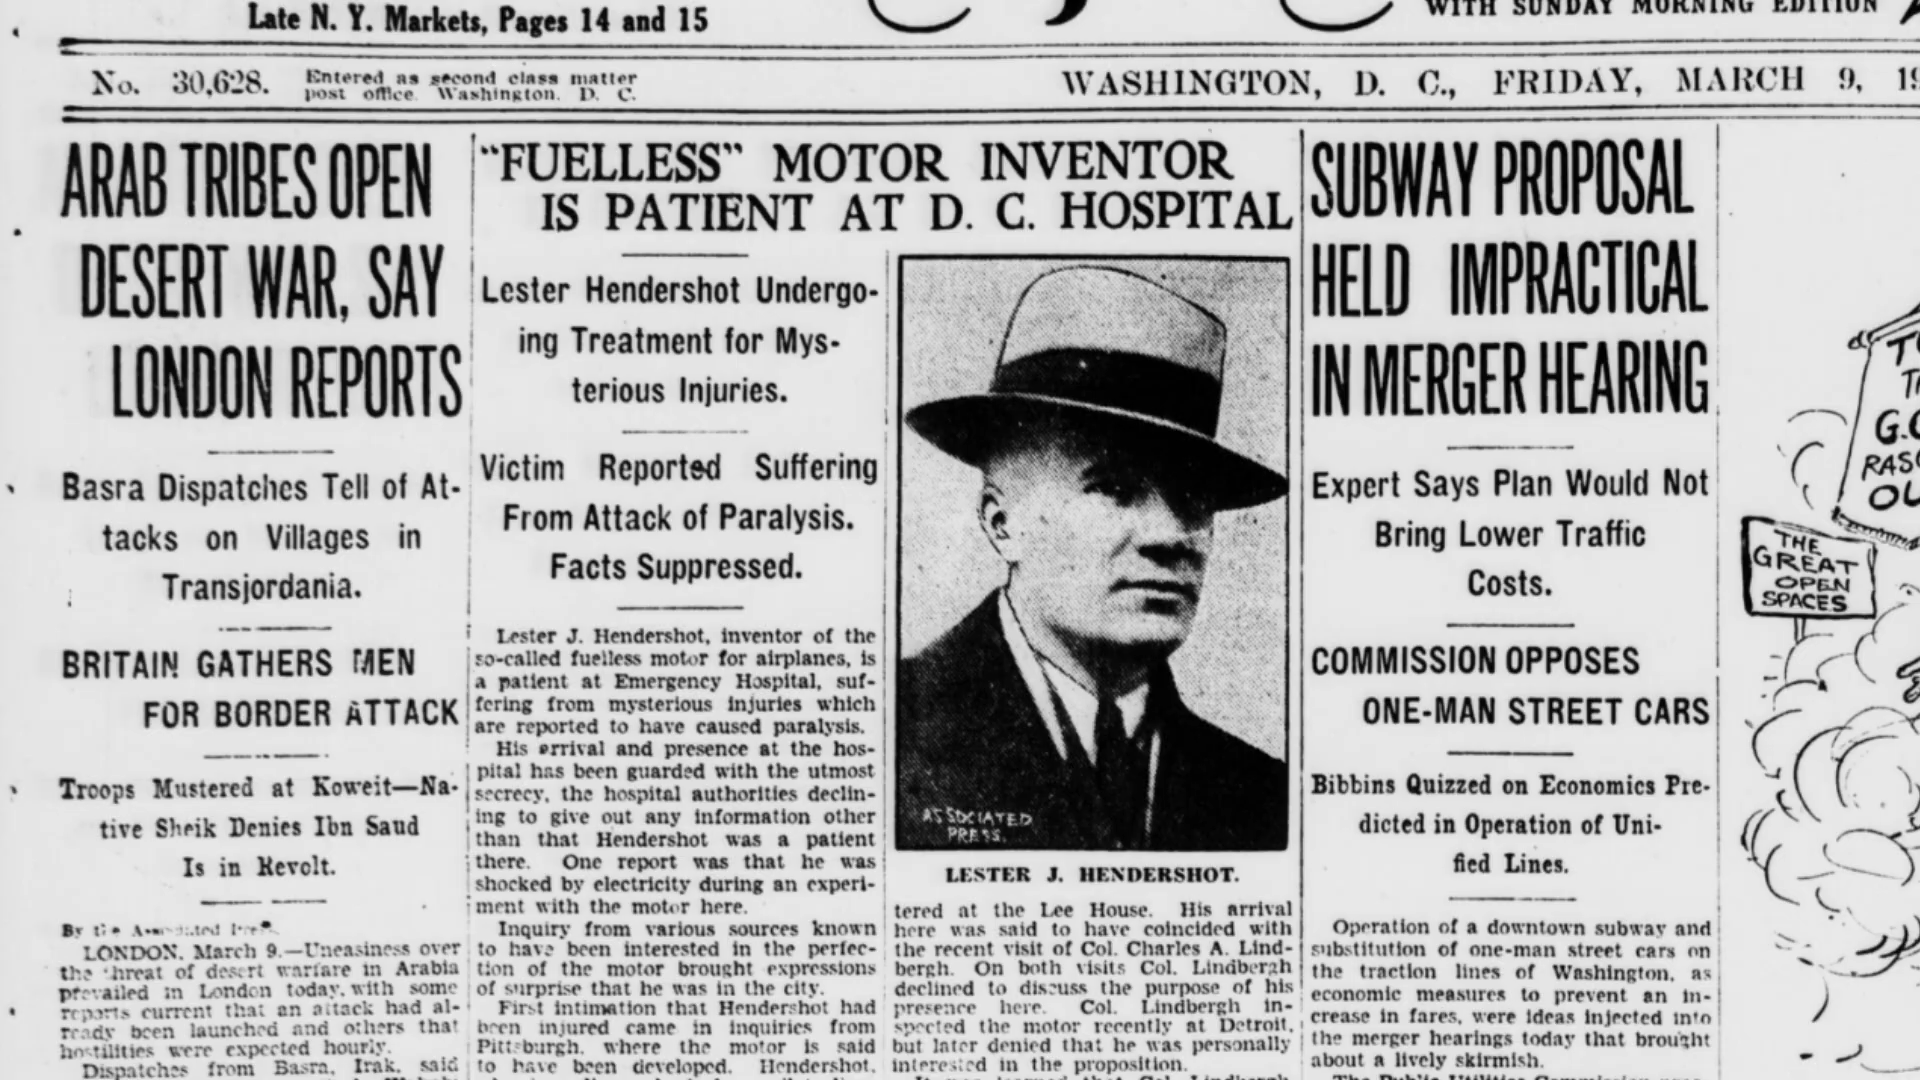 Late N. Y. Markets, Pages 14 and 15
WITH SUNDAY MORNING EDITION
No. 30,628. Entered as second class matter
post office, Washington, D. C.
WASHINGTON, D. C., FRIDAY, MARCH 9, 19
ARAB TRIBES OPEN
DESERT WAR, SAY
LONDON REPORTS
Basra Dispatches Tell of At-
tacks on Villages in
Transjordania.
BRITAIN GATHERS MEN
FOR BORDER ATTACK
Troops Mustered at Koweit—Na-
tive Sheik Denies Ibn Saud
Is in Revolt.
By the Associated Press.
LONDON, March 9.—Uneasiness over
the threat of desert warfare in Arabia
prevailed in London today, with some
reports current that an attack had al-
ready been launched and others that
hostilities were expected hourly.
Dispatches from Basra, Irak, said
"FUELLESS" MOTOR INVENTOR
IS PATIENT AT D. C. HOSPITAL
Lester Hendershot Undergo-
ing Treatment for Mys-
terious Injuries.
Victim Reported Suffering
From Attack of Paralysis.
Facts Suppressed.
Lester J. Hendershot, inventor of the
so-called fuelless motor for airplanes, is
a patient at Emergency Hospital, suf-
fering from mysterious injuries which
are reported to have caused paralysis.
His arrival and presence at the hos-
pital has been guarded with the utmost
secrecy, the hospital authorities declin-
ing to give out any information other
than that Hendershot was a patient
there. One report was that he was
shocked by electricity during an experi-
ment with the motor here.
Inquiry from various sources known
to have been interested in the perfec-
tion of the motor brought expressions
of surprise that he was in the city.
First intimation that Hendershot had
been injured came in inquiries from
Pittsburgh, where the motor is said
to have been developed. Hendershot,
ASSOCIATED
PRESS.
LESTER J. HENDERSHOT.
tered at the Lee House. His arrival
here was said to have coincided with
the recent visit of Col. Charles A. Lind-
bergh. On both visits Col. Lindbergh
declined to discuss the purpose of his
presence here. Col. Lindbergh in-
spected the motor recently at Detroit,
but later denied that he was personally
interested in the proposition.
SUBWAY PROPOSAL
HELD IMPRACTICAL
IN MERGER HEARING
Expert Says Plan Would Not
Bring Lower Traffic
Costs.
COMMISSION OPPOSES
ONE-MAN STREET CARS
Bibbins Quizzed on Economics Pre-
dicted in Operation of Uni-
fied Lines.
Operation of a downtown subway and
substitution of one-man street cars on
the traction lines of Washington, as
economic measures to prevent an in-
crease in fares, were ideas injected into
the merger hearings today that brought
about a lively skirmish.
THE
GREAT
OPEN
SPACES